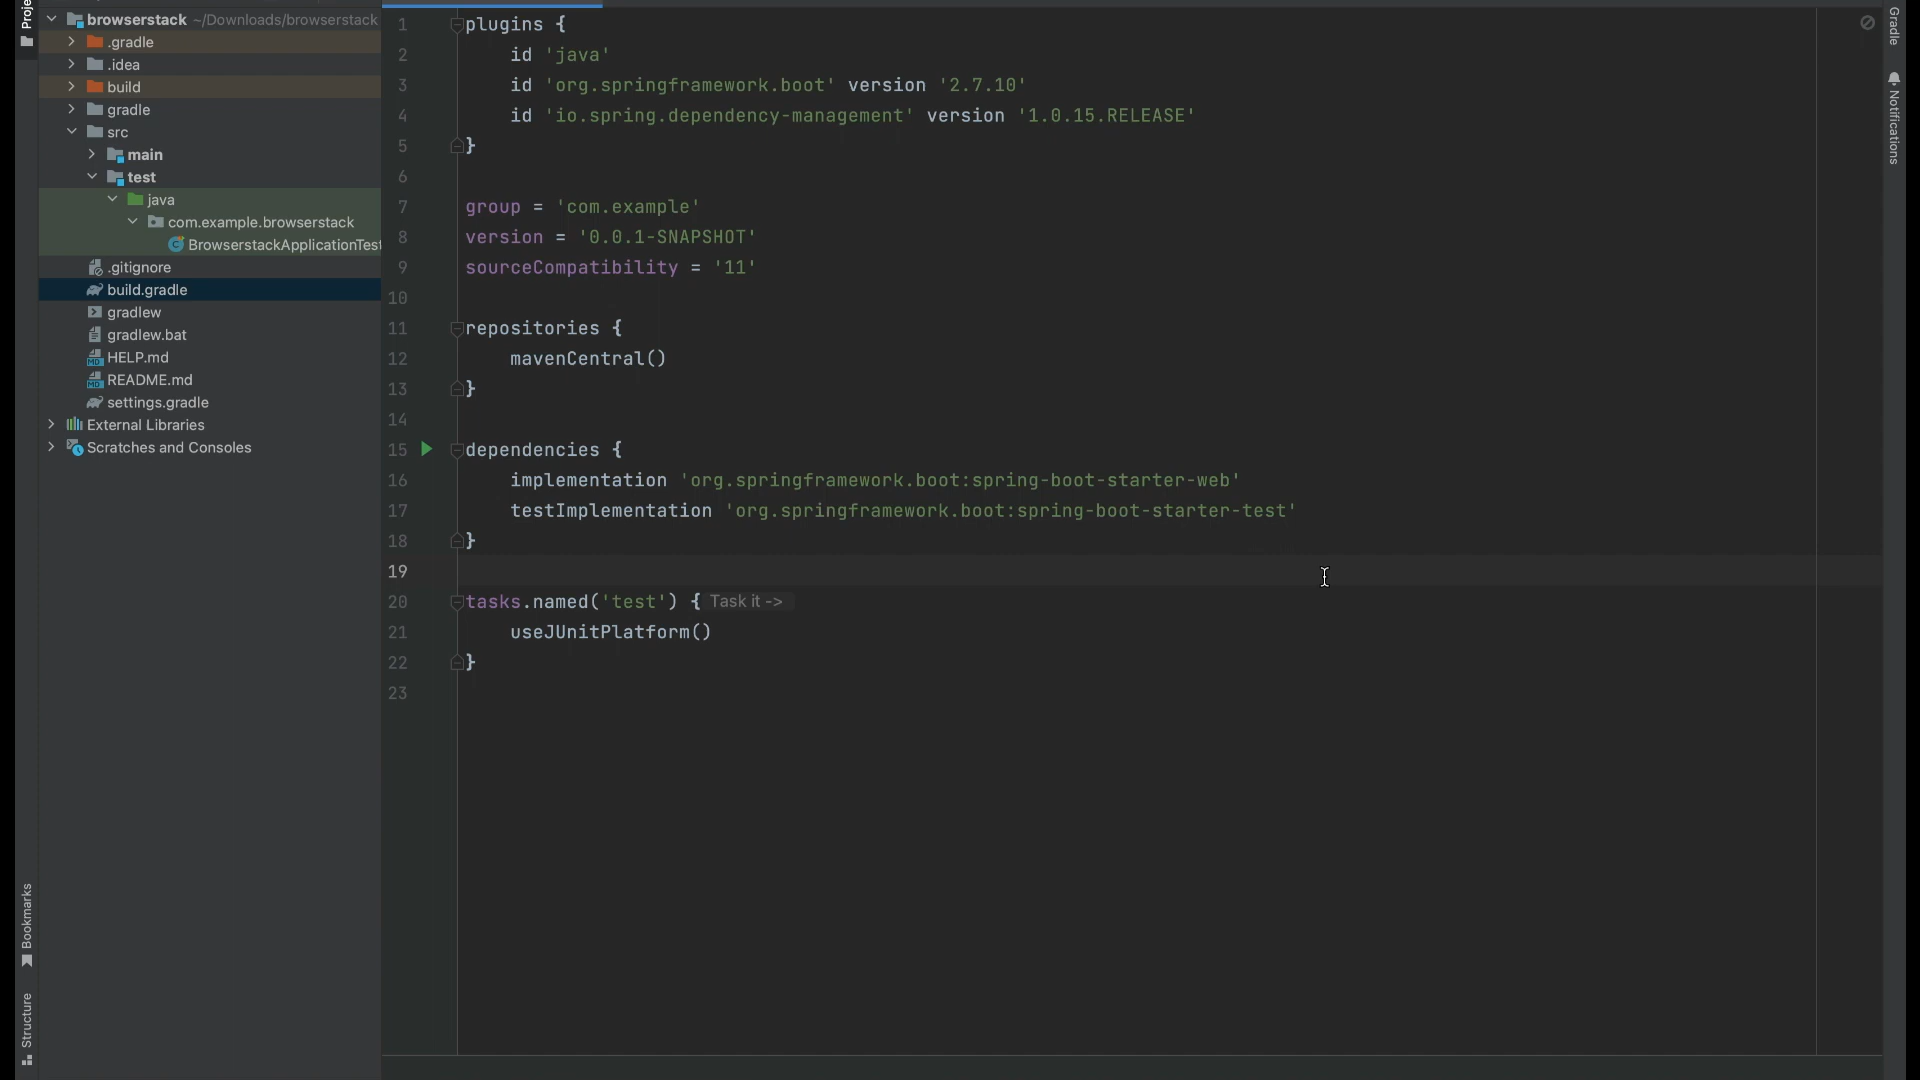 Proje
browserstack ~/Downloads/browserstack
.gradle
.idea
build
gradle
src
main
test
java
com.example.browserstack
BrowserstackApplicationTest
.gitignore
build.gradle
gradlew
gradlew.bat
HELP.md
README.md
settings.gradle
External Libraries
Scratches and Consoles
Bookmarks
Structure
1 plugins {
2 id 'java'
3 id 'org.springframework.boot' version '2.7.10'
4 id 'io.spring.dependency-management' version '1.0.15.RELEASE'
5 }
6
7 group = 'com.example'
8 version = '0.0.1-SNAPSHOT'
9 sourceCompatibility = '11'
10
11 repositories {
12 mavenCentral()
13 }
14
15 dependencies {
16 implementation 'org.springframework.boot:spring-boot-starter-web'
17 testImplementation 'org.springframework.boot:spring-boot-starter-test'
18 }
19
20 tasks.named('test') { Task it ->
21 useJUnitPlatform()
22 }
23
Gradle
Notifications